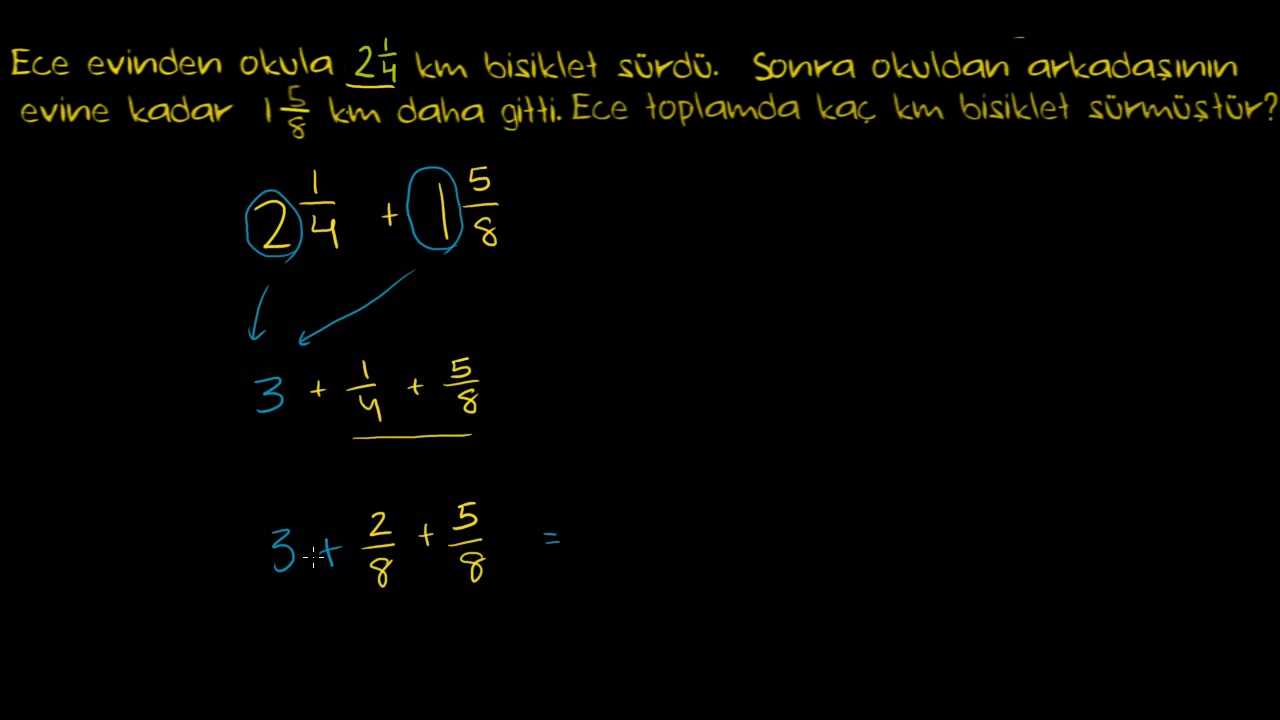 Ece evinden okula 2 1/4 km bisiklet sürdü. Sonra okuldan arkadaşının
evine kadar 1 5/8 km daha gitti. Ece toplamda kaç km bisiklet sürmüştür?
2 1/4 + 1 5/8
3 + 1/4 + 5/8
3 + 2/8 + 5/8 =